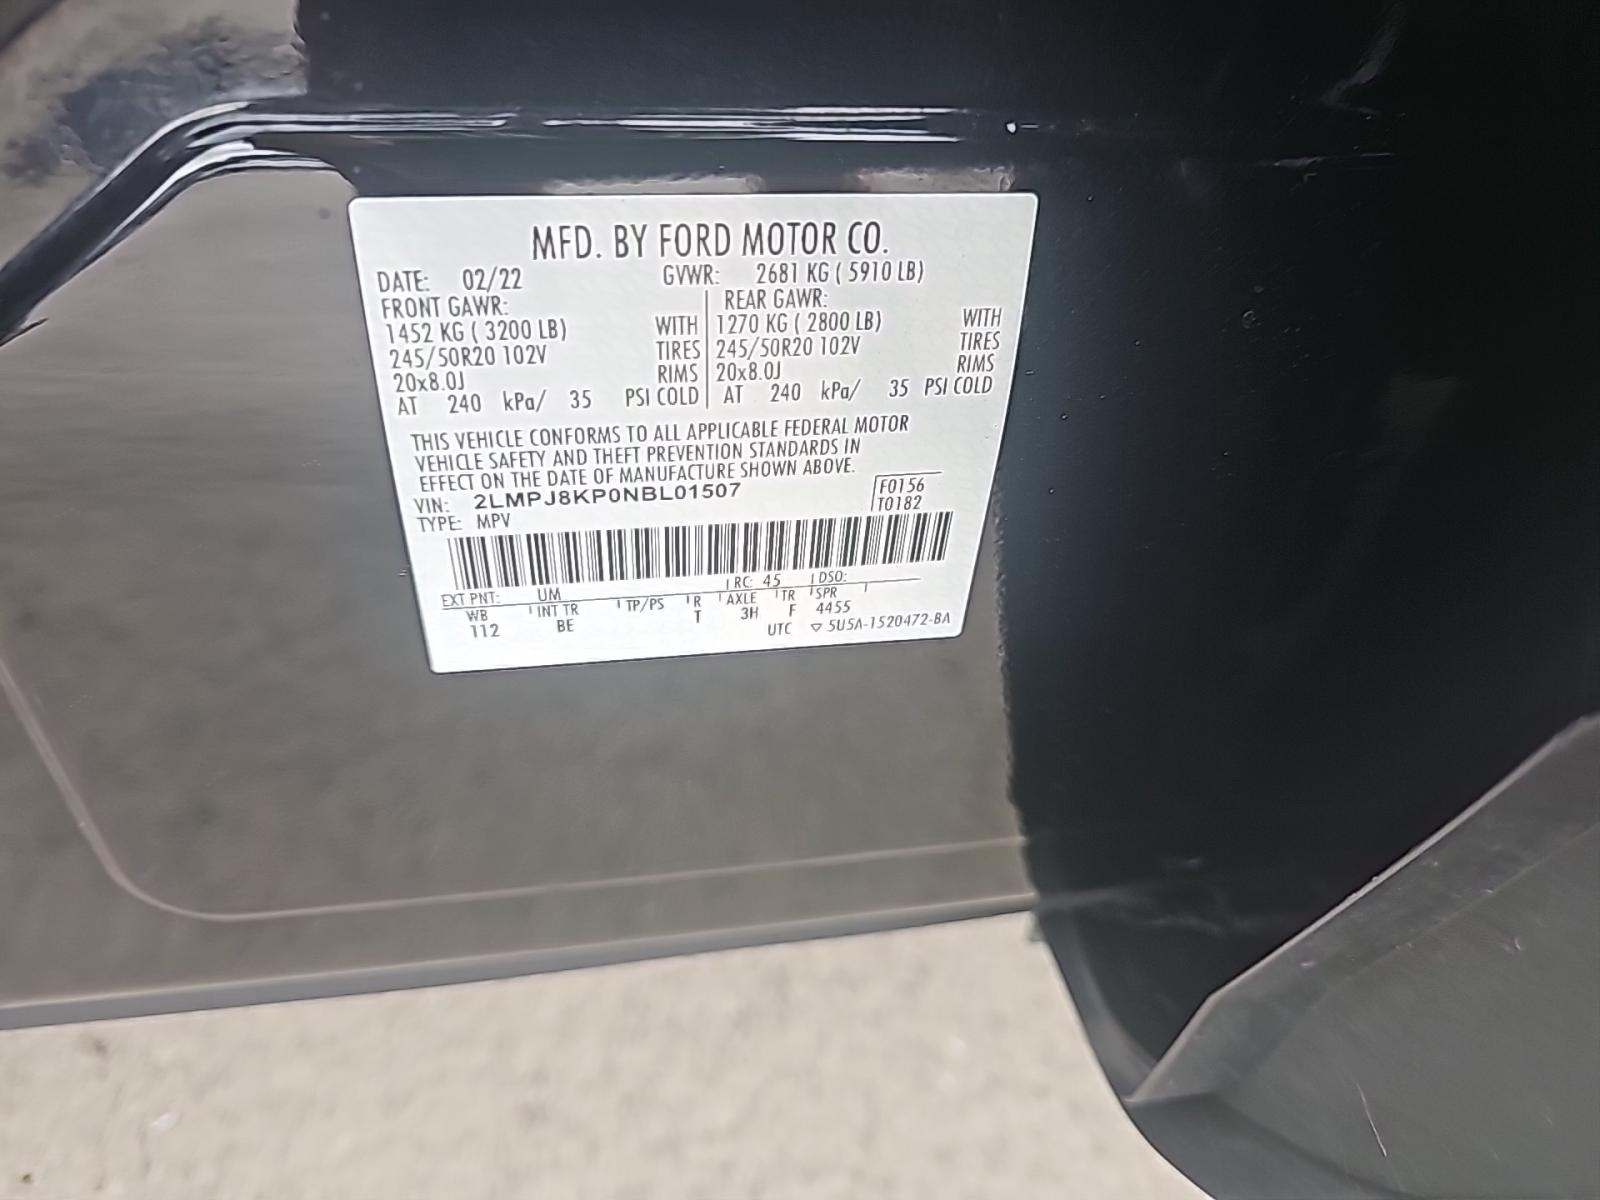 MFD. BY FORD MOTOR CO.
DATE: 02/22 GVWR: 2681 KG ( 5910 LB)
FRONT GAWR: REAR GAWR:
1452 KG ( 3200 LB) WITH 1270 KG ( 2800 LB) WITH
245/50R20 102V TIRES 245/50R20 102V TIRES
20x8.0J RIMS 20x8.0J RIMS
AT 240 kPa/ 35 PSI COLD AT 240 kPa/ 35 PSI COLD
THIS VEHICLE CONFORMS TO ALL APPLICABLE FEDERAL MOTOR
VEHICLE SAFETY AND THEFT PREVENTION STANDARDS IN
EFFECT ON THE DATE OF MANUFACTURE SHOWN ABOVE.
VIN: 2LMPJ8KP0NBL01507 F0156
TYPE: MPV T0182
EXT PNT: UM RC: 45 DSO:
WB INT TR TP/PS R AXLE TR SPR
112 BE T 3H F 4455
UTC ▽ 5U5A-1520472-BA